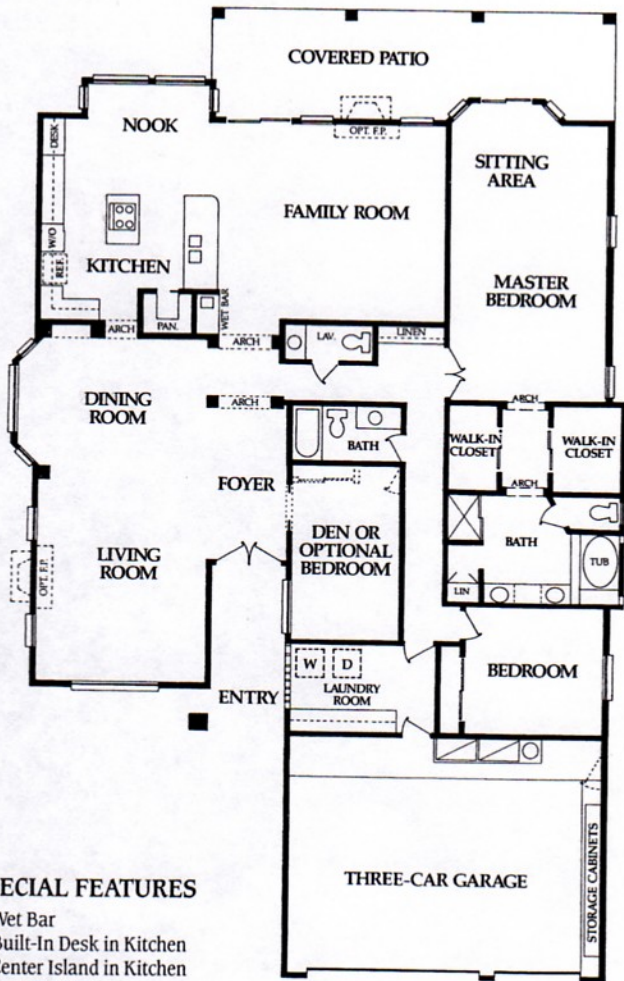 COVERED PATIO
NOOK
OPT. F.P.
DESK
SITTING
AREA
FAMILY ROOM
W/O
REF.
KITCHEN
MASTER
BEDROOM
PAN.
WET BAR
ARCH
ARCH
LAV.
LINEN
DINING
ROOM
ARCH
ARCH
BATH
WALK-IN
CLOSET
WALK-IN
CLOSET
FOYER
ARCH
DEN OR
OPTIONAL
BEDROOM
BATH
TUB
LIVING
ROOM
OPT. F.P.
LIN
W
D
BEDROOM
LAUNDRY
ROOM
ENTRY
THREE-CAR GARAGE
STORAGE CABINETS
ECIAL FEATURES
Wet Bar
Built-In Desk in Kitchen
Center Island in Kitchen